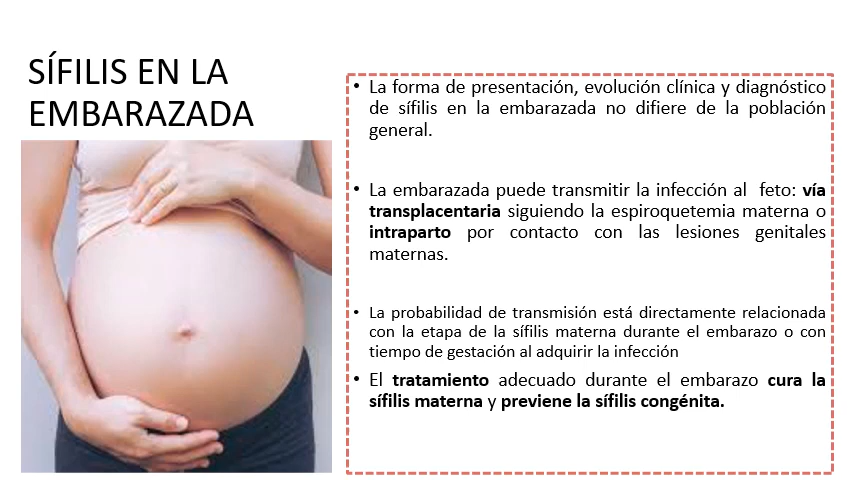 SÍFILIS EN LA
EMBARAZADA
• La forma de presentación, evolución clínica y diagnóstico
de sífilis en la embarazada no difiere de la población
general.
• La embarazada puede transmitir la infección al feto: vía
transplacentaria siguiendo la espiroquetemia materna o
intraparto por contacto con las lesiones genitales
maternas.
• La probabilidad de transmisión está directamente relacionada
con la etapa de la sífilis materna durante el embarazo o con
tiempo de gestación al adquirir la infección
• El tratamiento adecuado durante el embarazo cura la
sífilis materna y previene la sífilis congénita.